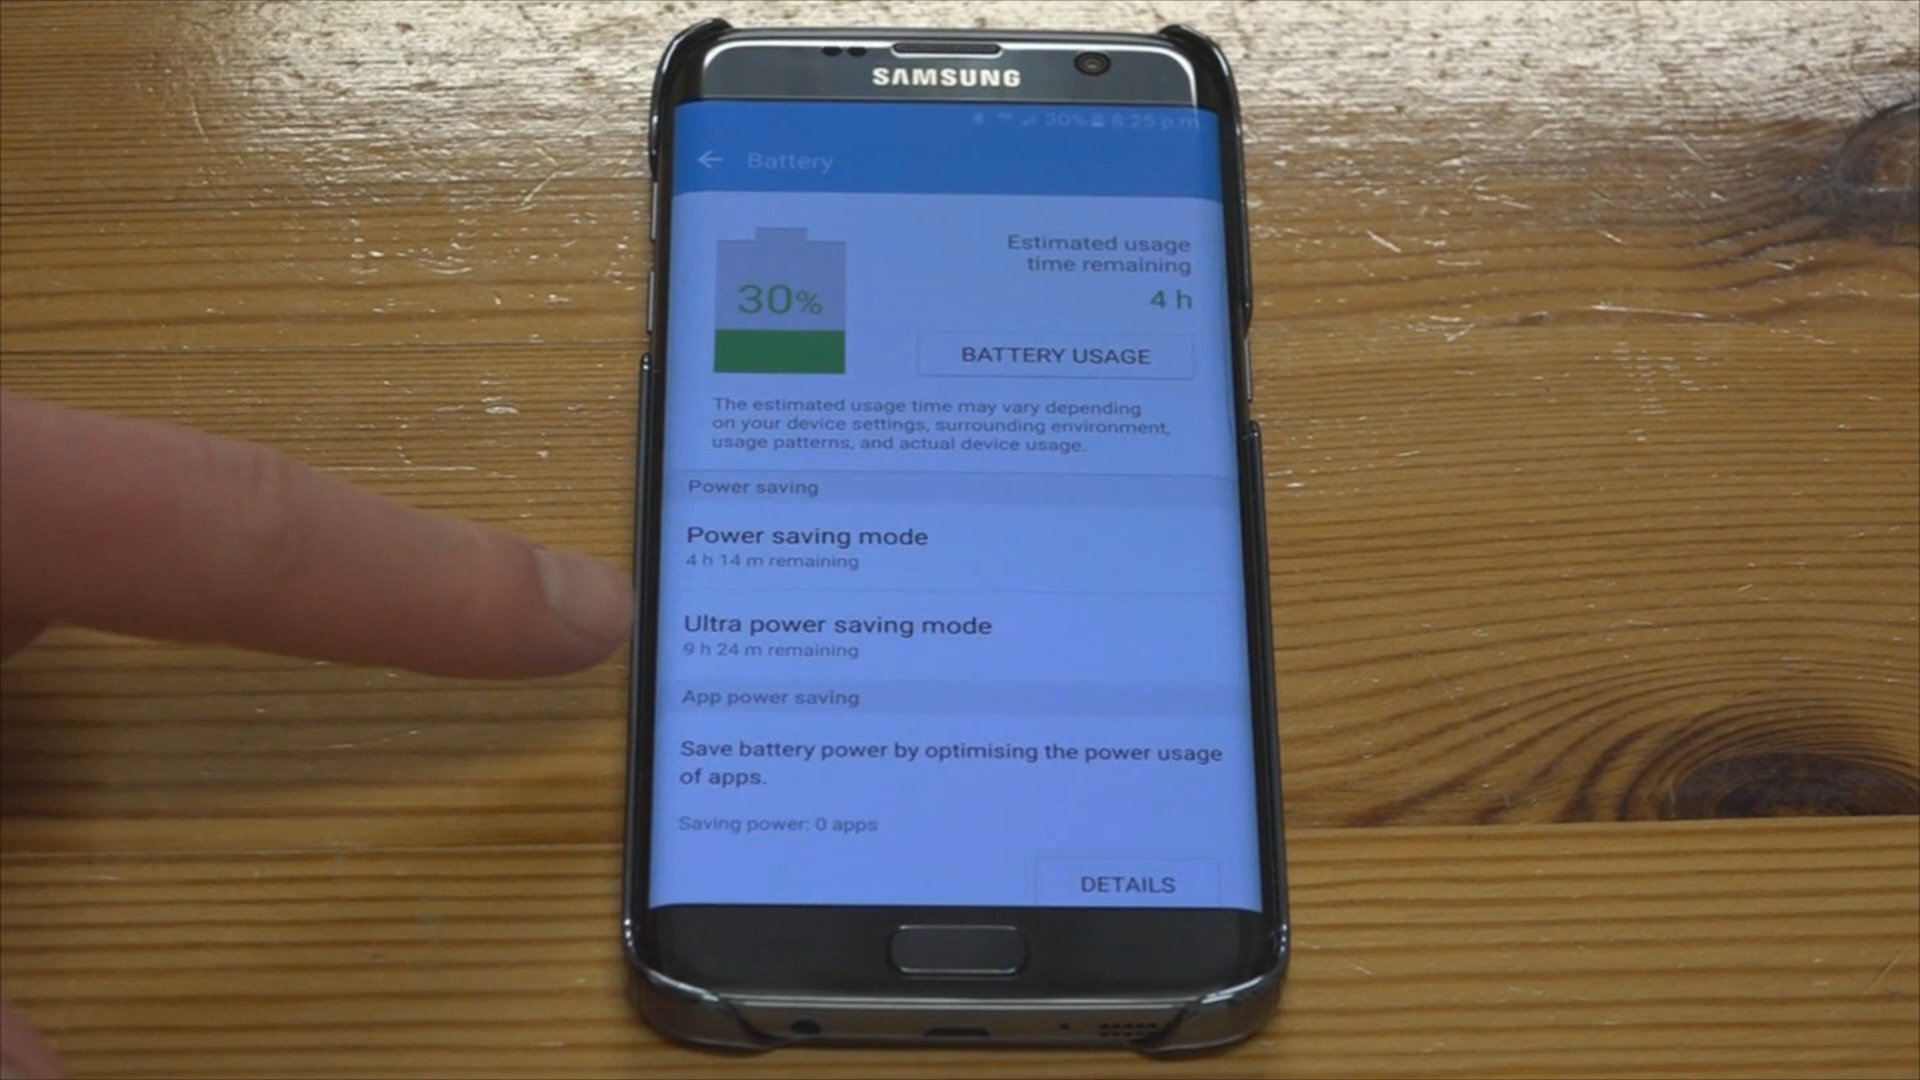 SAMSUNG
30% 8:25 p.m.
Battery
30%
Estimated usage
time remaining
4 h
BATTERY USAGE
The estimated usage time may vary depending
on your device settings, surrounding environment,
usage patterns, and actual device usage.
Power saving
Power saving mode
4 h 14 m remaining
Ultra power saving mode
9 h 24 m remaining
App power saving
Save battery power by optimising the power usage
of apps.
Saving power: 0 apps
DETAILS